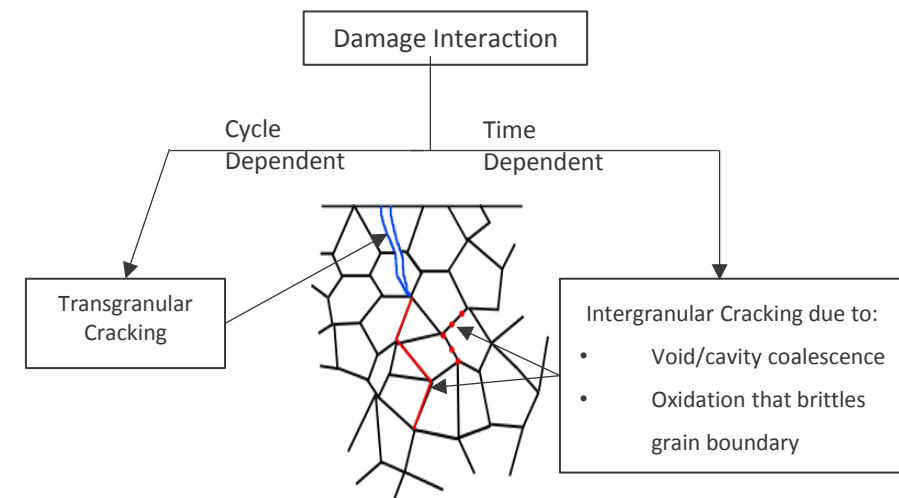 Damage Interaction
Cycle
Dependent
Time
Dependent
Transgranular
Cracking
Intergranular Cracking due to:
• Void/cavity coalescence
• Oxidation that brittles
grain boundary